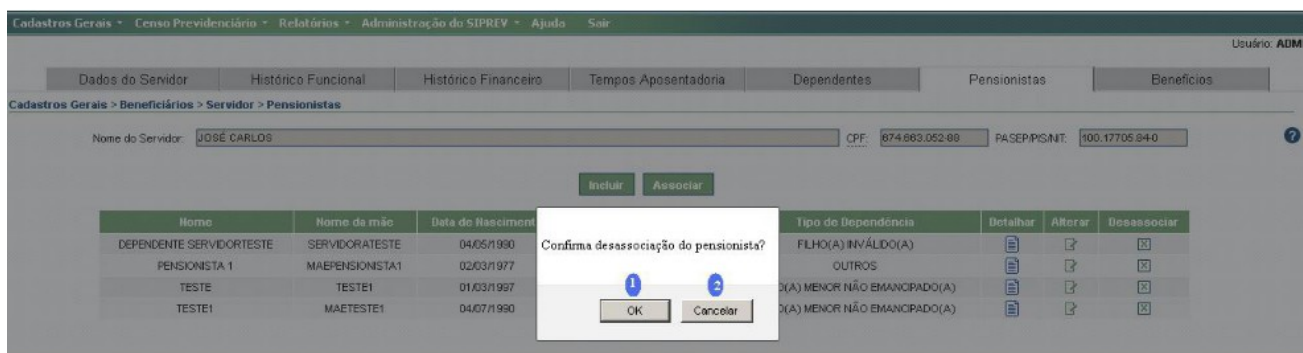 Cadastros Gerais Censo Previdenciário Relatórios Administração do SIPREV Ajuda Sair
Usuário: ADM
Dados do Servidor Histórico Funcional Histórico Financeiro Tempos Aposentadoria Dependentes Pensionistas Benefícios
Cadastros Gerais > Beneficiários > Servidor > Pensionistas
Nome do Servidor: JOSÉ CARLOS CPF: 674.663.052-88 PASEP/PIS/NIT: 100.17705.84-0
Incluir Associar
Nome Nome da mãe Data de Nasciment Tipo de Dependência Detalhar Alterar Desassociar
DEPENDENTE SERVIDORTESTE SERVIDORATESTE 04/05/1990 FILHO(A) INVÁLIDO(A)
PENSIONISTA 1 MAEPENSIONISTA1 02/03/1977 OUTROS
TESTE TESTE1 01/03/1997 O(A) MENOR NÃO EMANCIPADO(A)
TESTE1 MAETESTE1 04/07/1990 O(A) MENOR NÃO EMANCIPADO(A)
Confirma desassociação do pensionista?
1 2
OK Cancelar